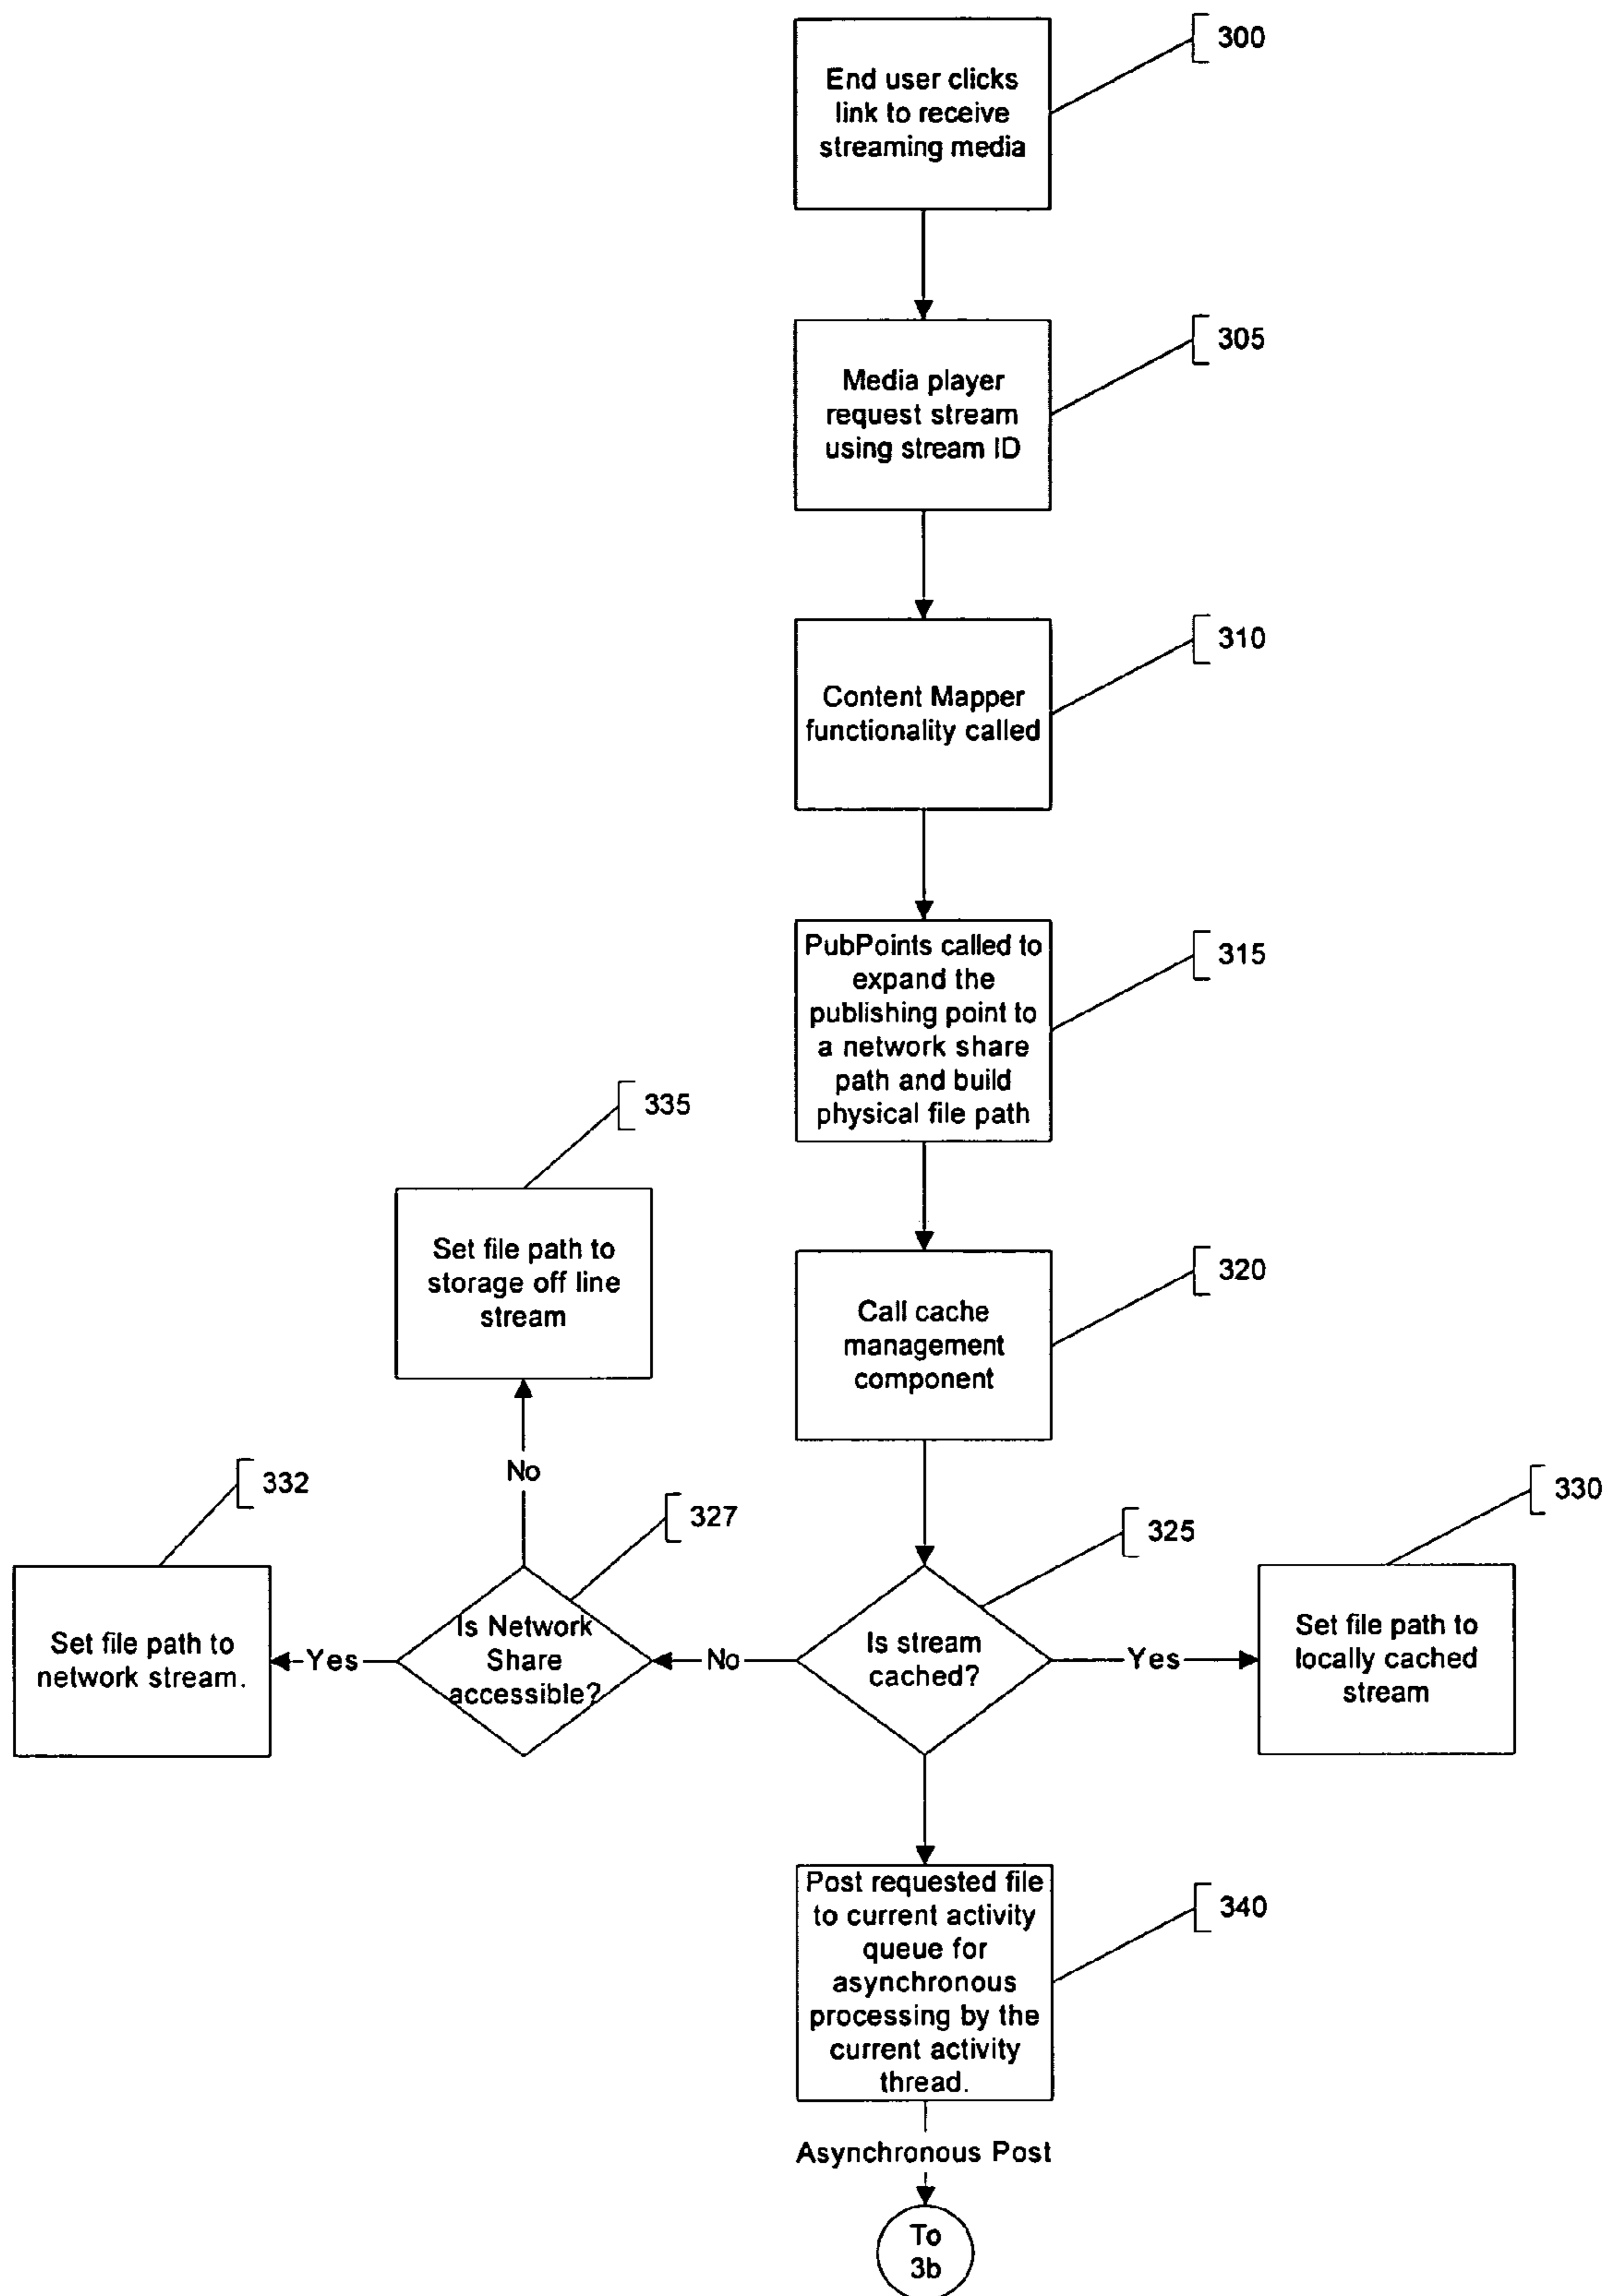 300
End user clicks
link to receive
streaming media
305
Media player
request stream
using stream ID
310
Content Mapper
functionality called
315
PubPoints called to
expand the
publishing point to
a network share
path and build
physical file path
335
Set file path to
storage off line
stream
320
Call cache
management
component
No
332
327
325
330
Set file path to
network stream.
Yes
Is Network
Share
accessible?
No
Is stream
cached?
Yes
Set file path to
locally cached
stream
340
Post requested file
to current activity
queue for
asynchronous
processing by the
current activity
thread.
Asynchronous Post
To
3b